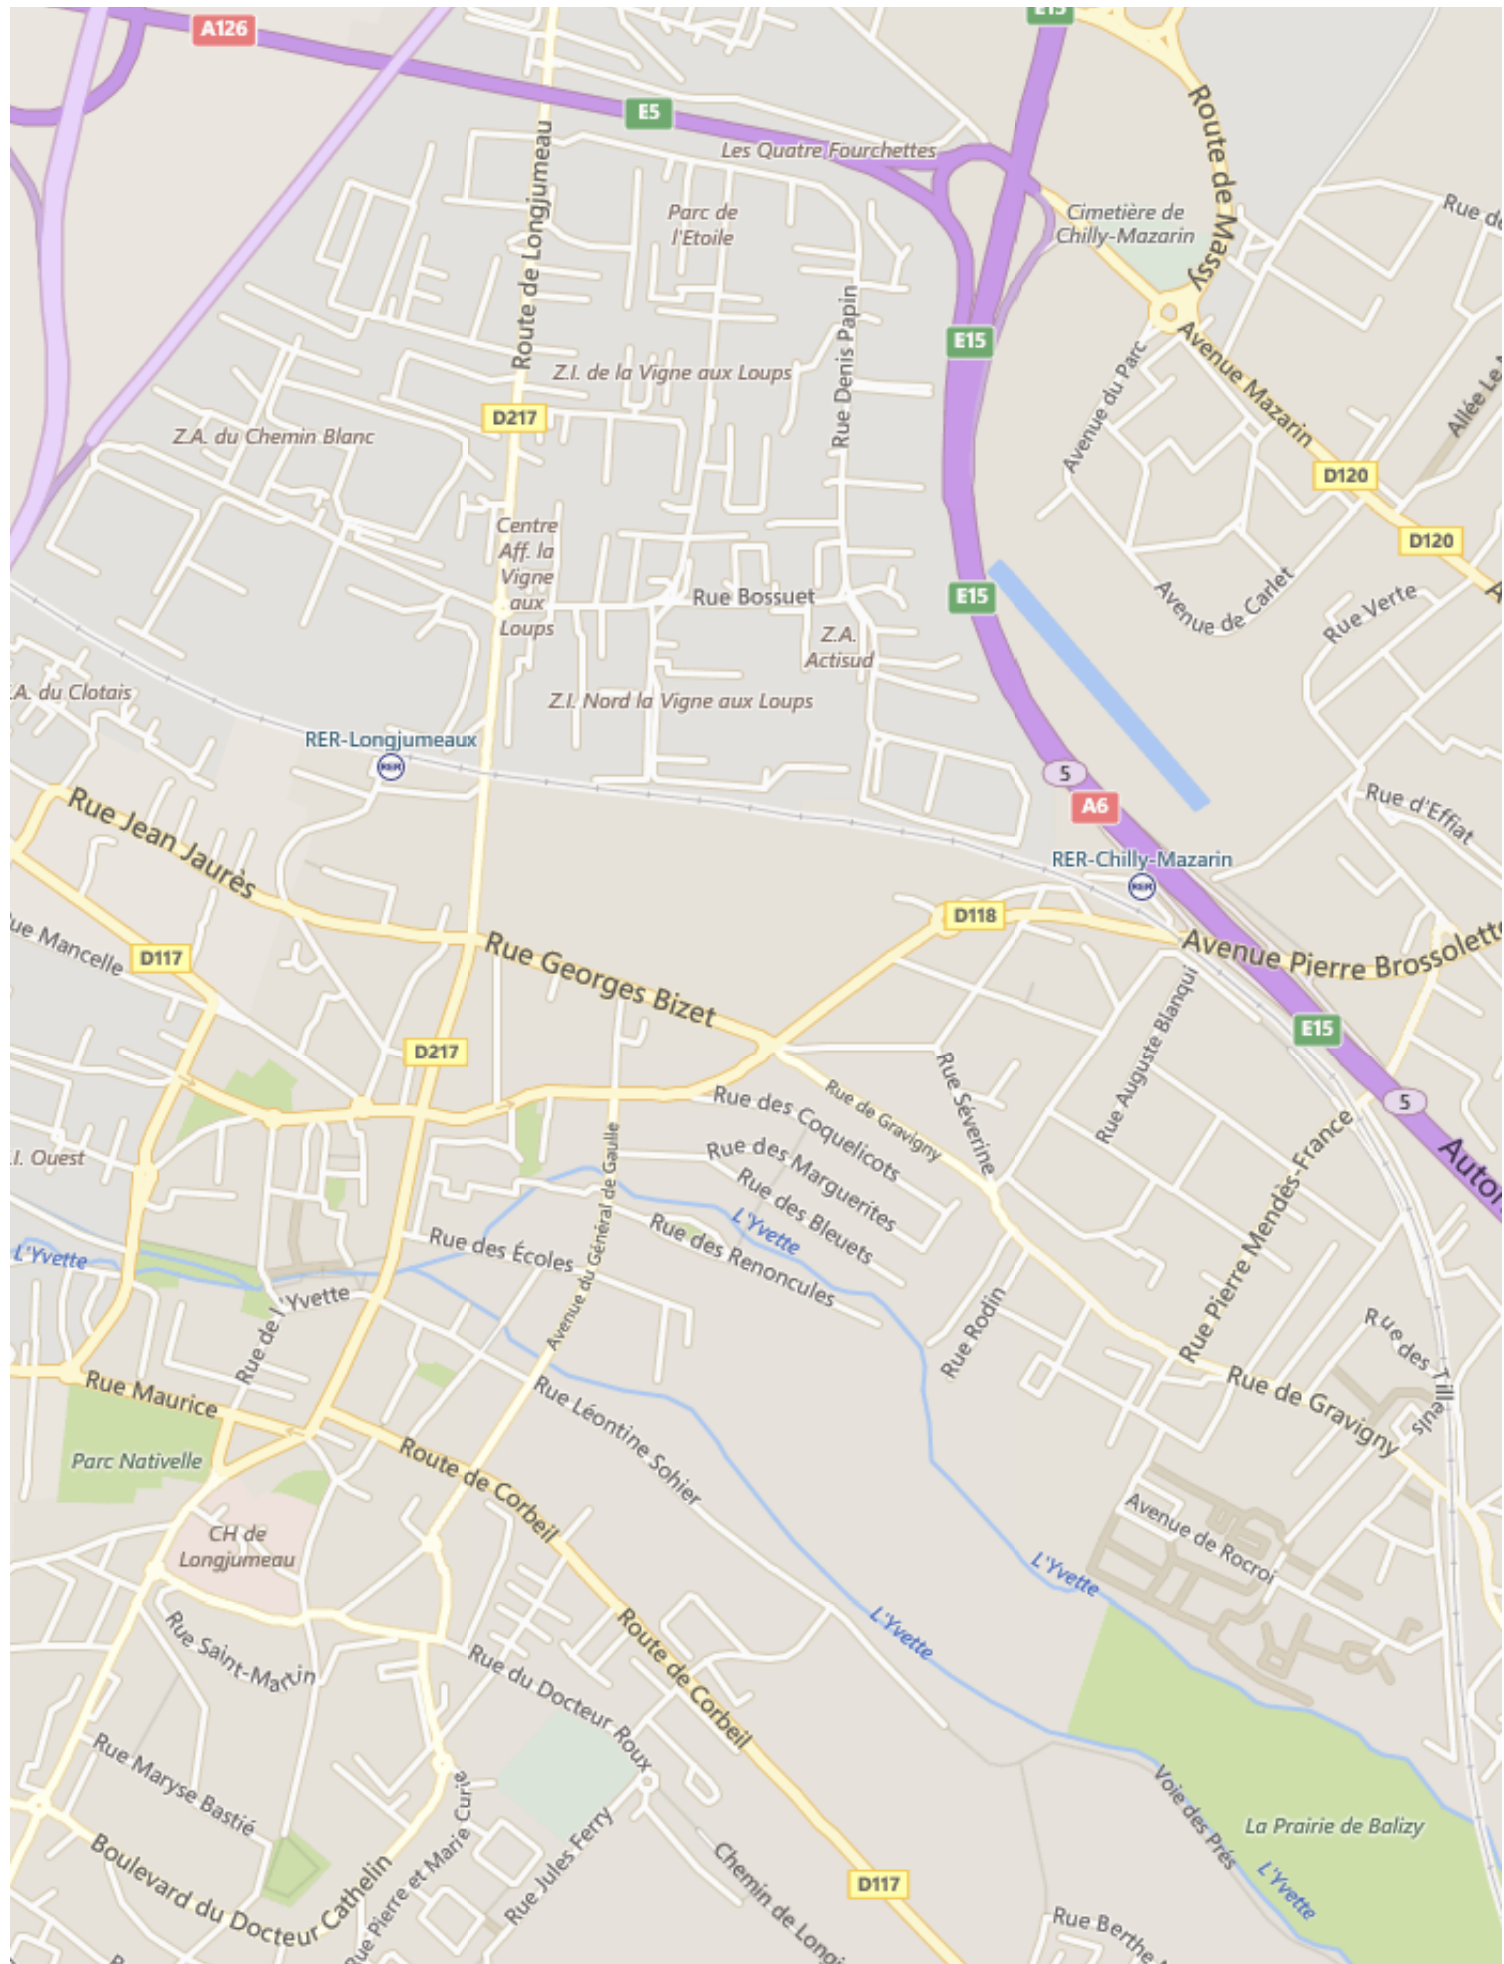 E15
A126
E5
Les Quatre Fourchettes
Route de Massy
Route de Longjumeau
Parc de
l'Etoile
Cimetière de
Chilly-Mazarin
Rue Denis Papin
E15
Avenue Mazarin
Avenue du Parc
Z.I. de la Vigne aux Loups
D217
Z.A. du Chemin Blanc
D120
Centre
Aff. la
Vigne
aux
Loups
D120
E15
Rue Bossuet
Avenue de Carlet
Rue Verte
Z.A.
Actisud
.A. du Clotais
Z.I. Nord la Vigne aux Loups
RER-Longjumeaux
RER
5
A6
Rue d'Effiat
Rue Jean Jaurès
RER-Chilly-Mazarin
RER
D118
ue Mancelle
D117
Rue Georges Bizet
Avenue Pierre Brossolette
Rue Auguste Blanqui
E15
D217
Rue de Gravigny
Rue Séverine
Rue des Coquelicots
5
Rue des Marguerites
Rue des Bleuets
.I. Ouest
Avenue du Général de Gaulle
Rue Pierre Mendès-France
L'Yvette
Rue des Renoncules
Rue des Écoles
L'Yvette
Rue de l'Yvette
Rue Rodin
Rue des Tilleuls
Rue Maurice
Rue de Gravigny
Rue Léontine Sohier
Parc Nativelle
Route de Corbeil
Avenue de Rocroi
CH de
Longjumeau
L'Yvette
L'Yvette
Rue Saint-Martin
Route de Corbeil
Rue du Docteur Roux
Rue Maryse Bastié
Voie des Prés
La Prairie de Balizy
L'Yvette
Rue Pierre et Marie Curie
Rue Jules Ferry
Boulevard du Docteur Cathelin
D117
Chemin de Longj
Rue Berthe